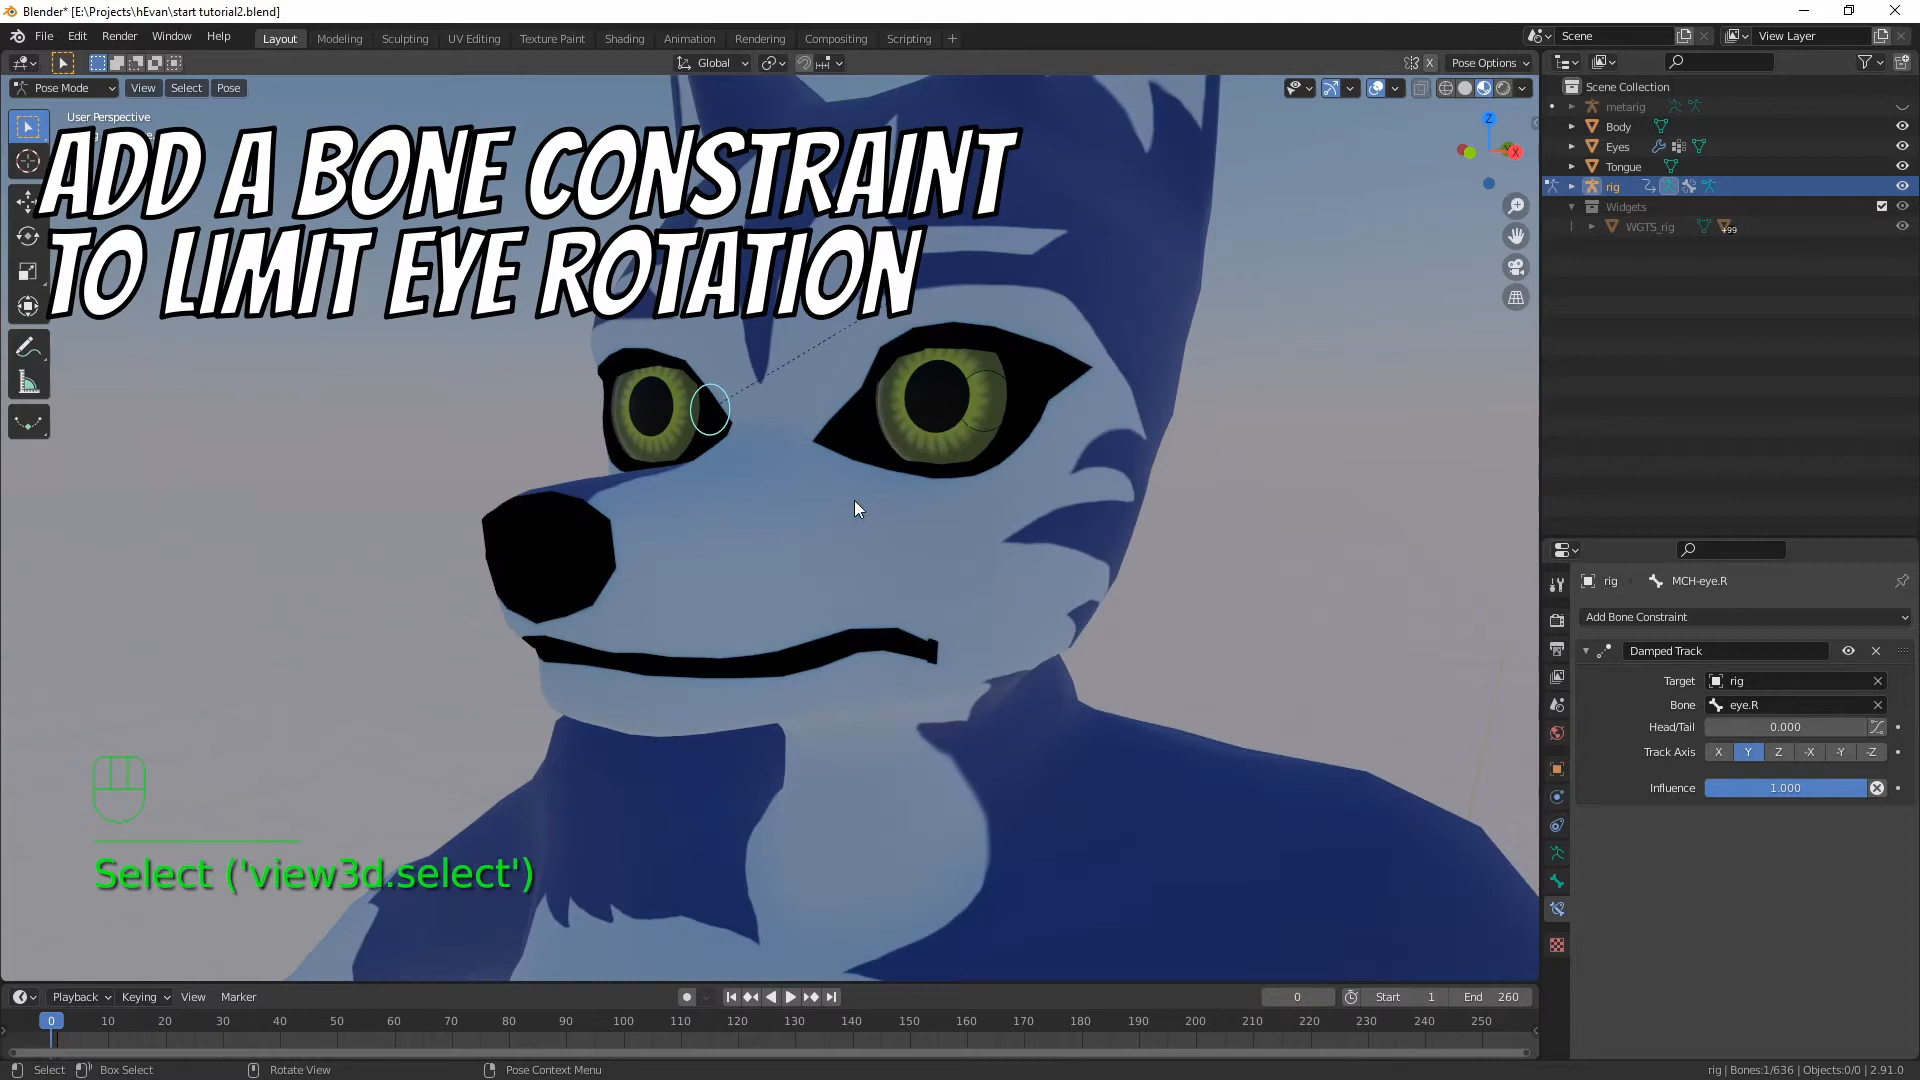 Blender* [E:\Projects\hEvan\start tutorial2.blend]
File Edit Render Window Help Layout Modeling Sculpting UV Editing Texture Paint Shading Animation Rendering Compositing Scripting + Scene View Layer
Global Pose Options
Pose Mode View Select Pose
User Perspective
ADD A BONE CONSTRAINT
TO LIMIT EYE ROTATION
Z
X
Scene Collection
metarig
Body
Eyes
Tongue
rig
Widgets
WGTS_rig +99
rig MCH-eye.R
Add Bone Constraint
Damped Track
Target rig
Bone eye.R
Head/Tail 0.000
Track Axis X Y Z -X -Y -Z
Influence 1.000
Select ('view3d.select')
Playback Keying View Marker 0 Start 1 End 260
0 10 20 30 40 50 60 70 80 90 100 110 120 130 140 150 160 170 180 190 200 210 220 230 240 250
Select Box Select Rotate View Pose Context Menu rig | Bones:1/636 | Objects:0/0 | 2.91.0